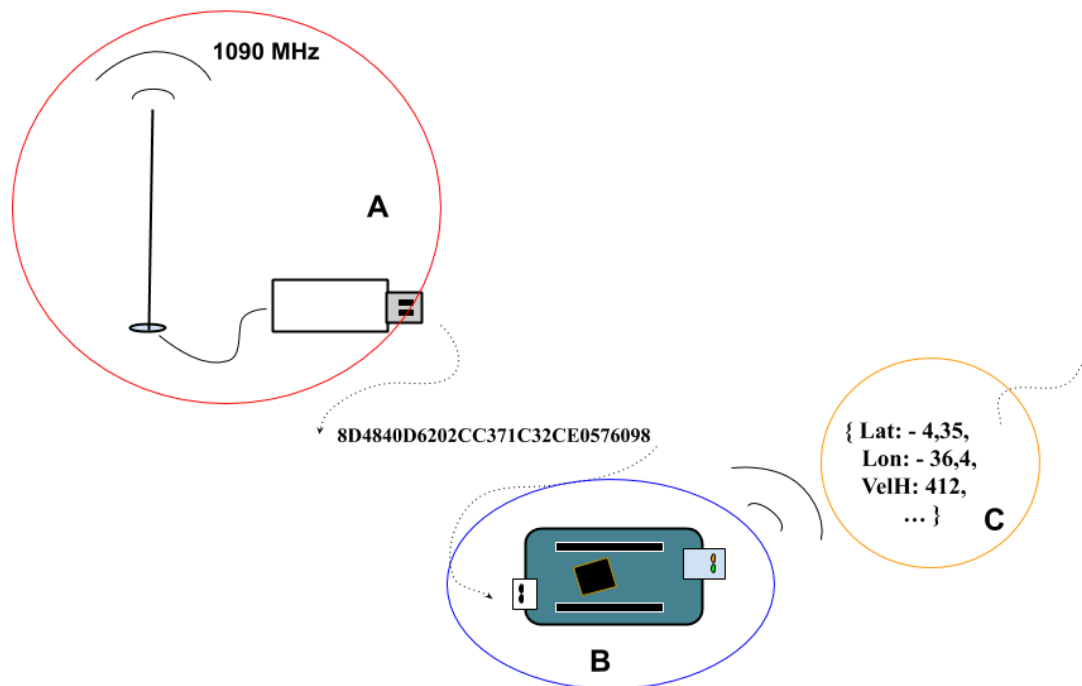 1090 MHz
A
8D4840D6202CC371C32CE0576098
{ Lat: - 4,35,
Lon: - 36,4,
VelH: 412,
... }
C
B